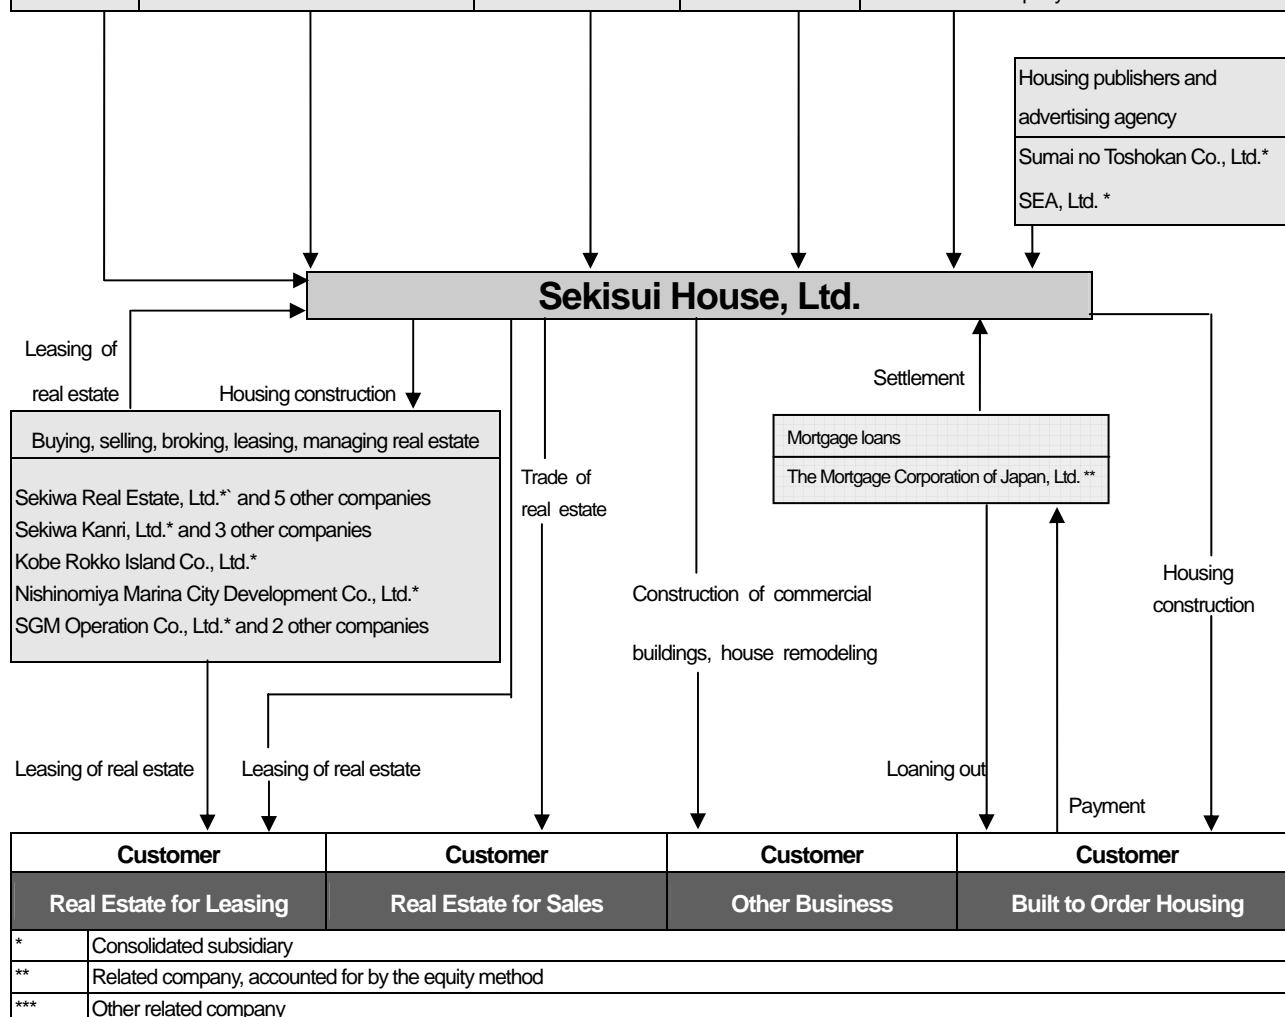 Housing publishers and
advertising agency
Sumai no Toshokan Co., Ltd.*
SEA, Ltd. *
Sekisui House, Ltd.
Leasing of
real estate
Housing construction
Settlement
Buying, selling, broking, leasing, managing real estate
Sekiwa Real Estate, Ltd.*` and 5 other companies
Sekiwa Kanri, Ltd.* and 3 other companies
Kobe Rokko Island Co., Ltd.*
Nishinomiya Marina City Development Co., Ltd.*
SGM Operation Co., Ltd.* and 2 other companies
Trade of
real estate
Mortgage loans
The Mortgage Corporation of Japan, Ltd. **
Construction of commercial
buildings, house remodeling
Housing
construction
Leasing of real estate
Leasing of real estate
Loaning out
Payment
Customer Customer Customer Customer
Real Estate for Leasing Real Estate for Sales Other Business Built to Order Housing
* Consolidated subsidiary
** Related company, accounted for by the equity method
*** Other related company